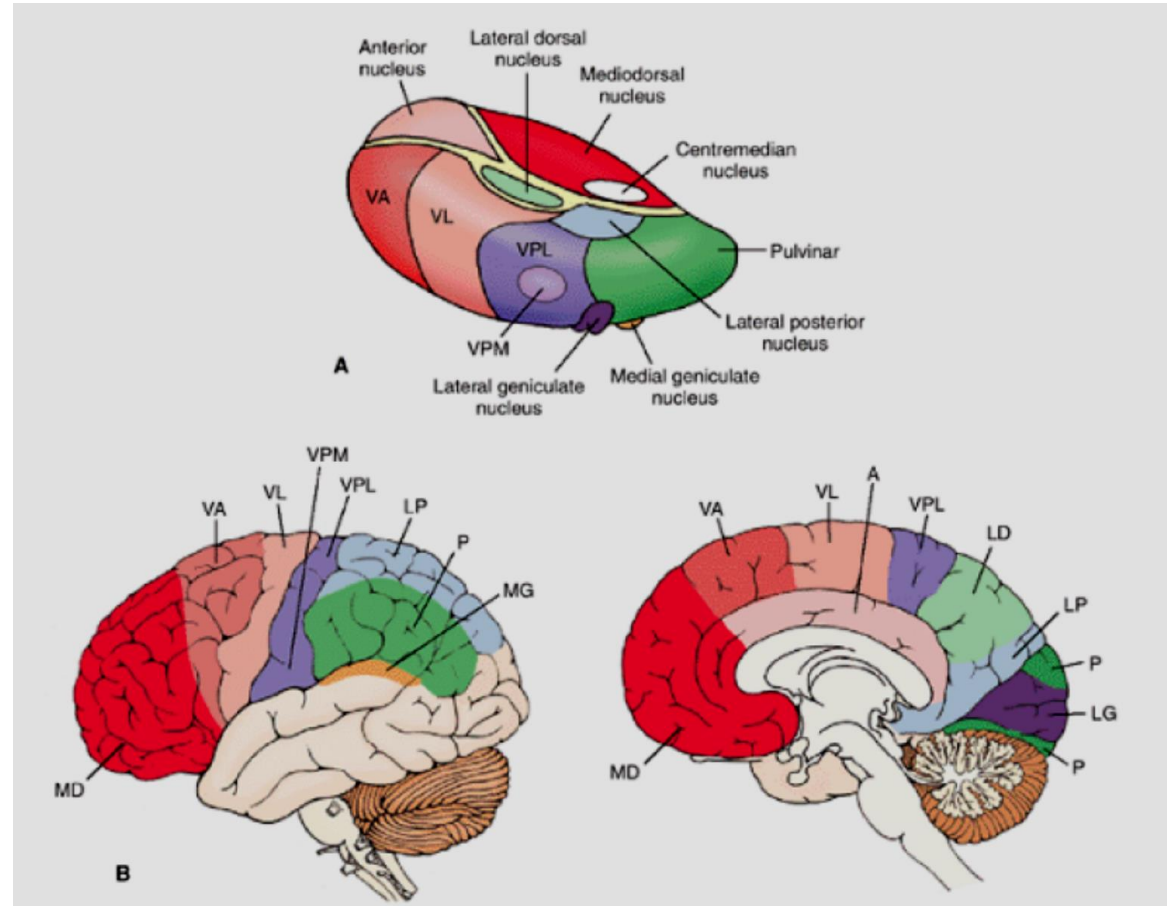 Anterior
nucleus
Lateral dorsal
nucleus
Mediodorsal
nucleus
Centremedian
nucleus
VA
VL
VPL
Pulvinar
Lateral posterior
nucleus
VPM
A
Lateral geniculate
nucleus
Medial geniculate
nucleus
VPM
VA
VL
VPL
LP
P
MG
MD
B
A
VA
VL
VPL
LD
LP
P
LG
P
MD